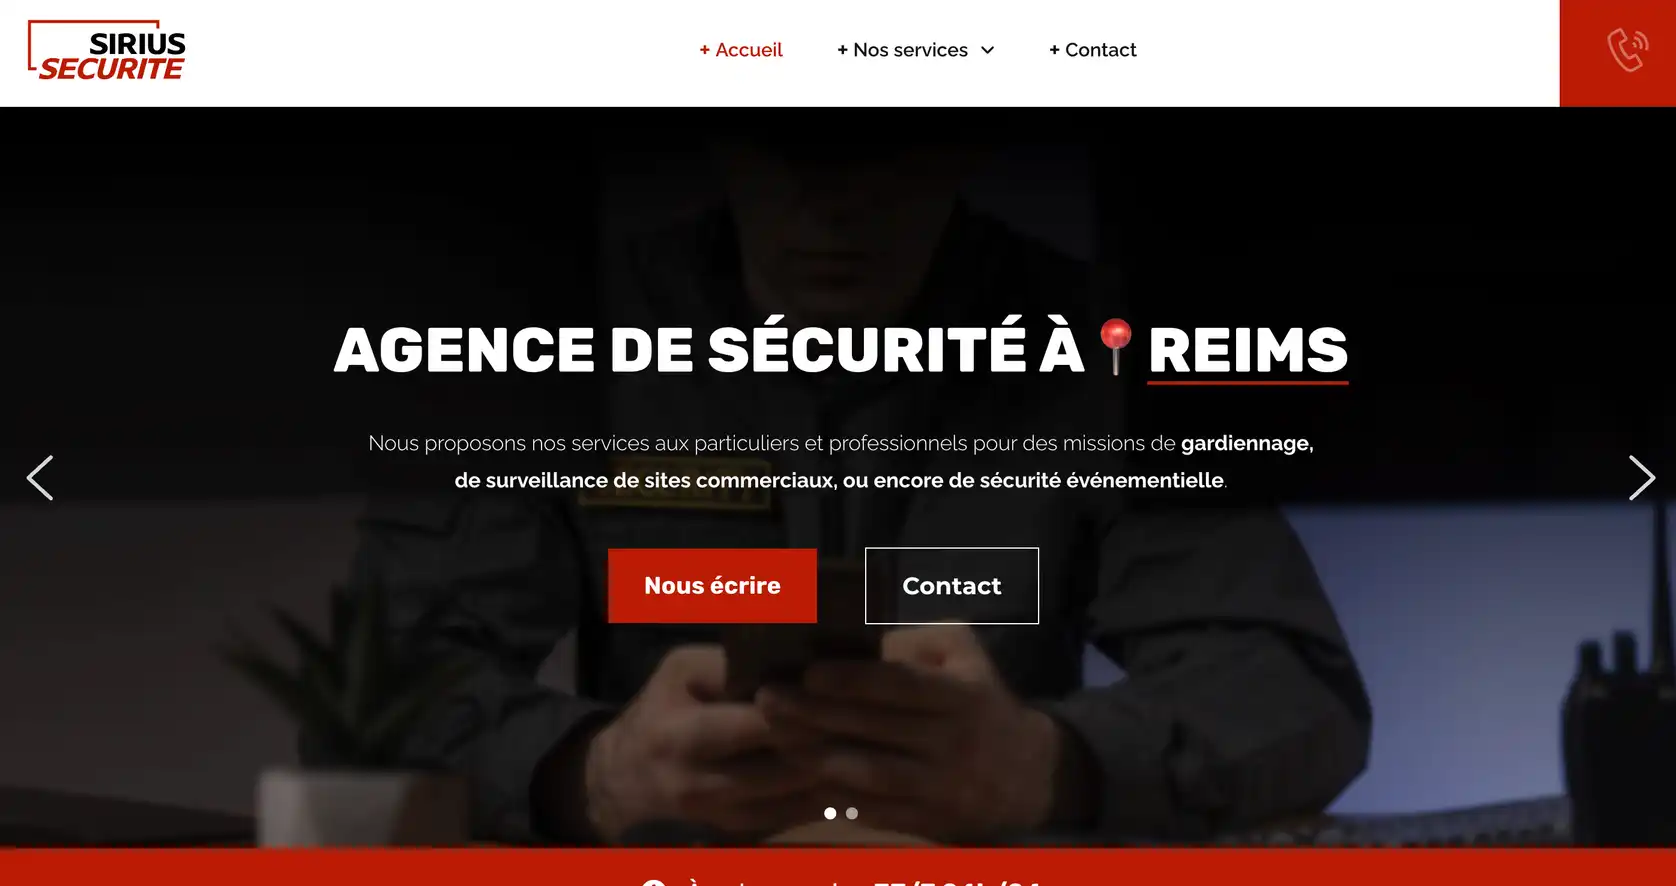 SIRIUS
SECURITE
+ Accueil
+ Nos services
+ Contact
AGENCE DE SÉCURITÉ À📍REIMS
Nous proposons nos services aux particuliers et professionnels pour des missions de gardiennage,
de surveillance de sites commerciaux, ou encore de sécurité événementielle.
Nous écrire
Contact